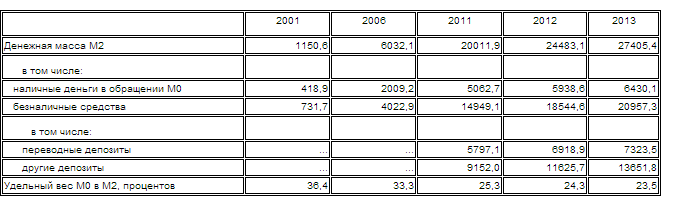 2001 2006 2011 2012 2013
Денежная масса М2 1150,6 6032,1 20011,9 24483,1 27405,4
в том числе:
наличные деньги в обращении М0 418,9 2009,2 5062,7 5938,6 6430,1
безналичные средства 731,7 4022,9 14949,1 18544,6 20957,3
в том числе:
переводные депозиты ... ... 5797,1 6918,9 7323,5
другие депозиты ... ... 9152,0 11625,7 13651,8
Удельный вес М0 в М2, процентов 36,4 33,3 25,3 24,3 23,5